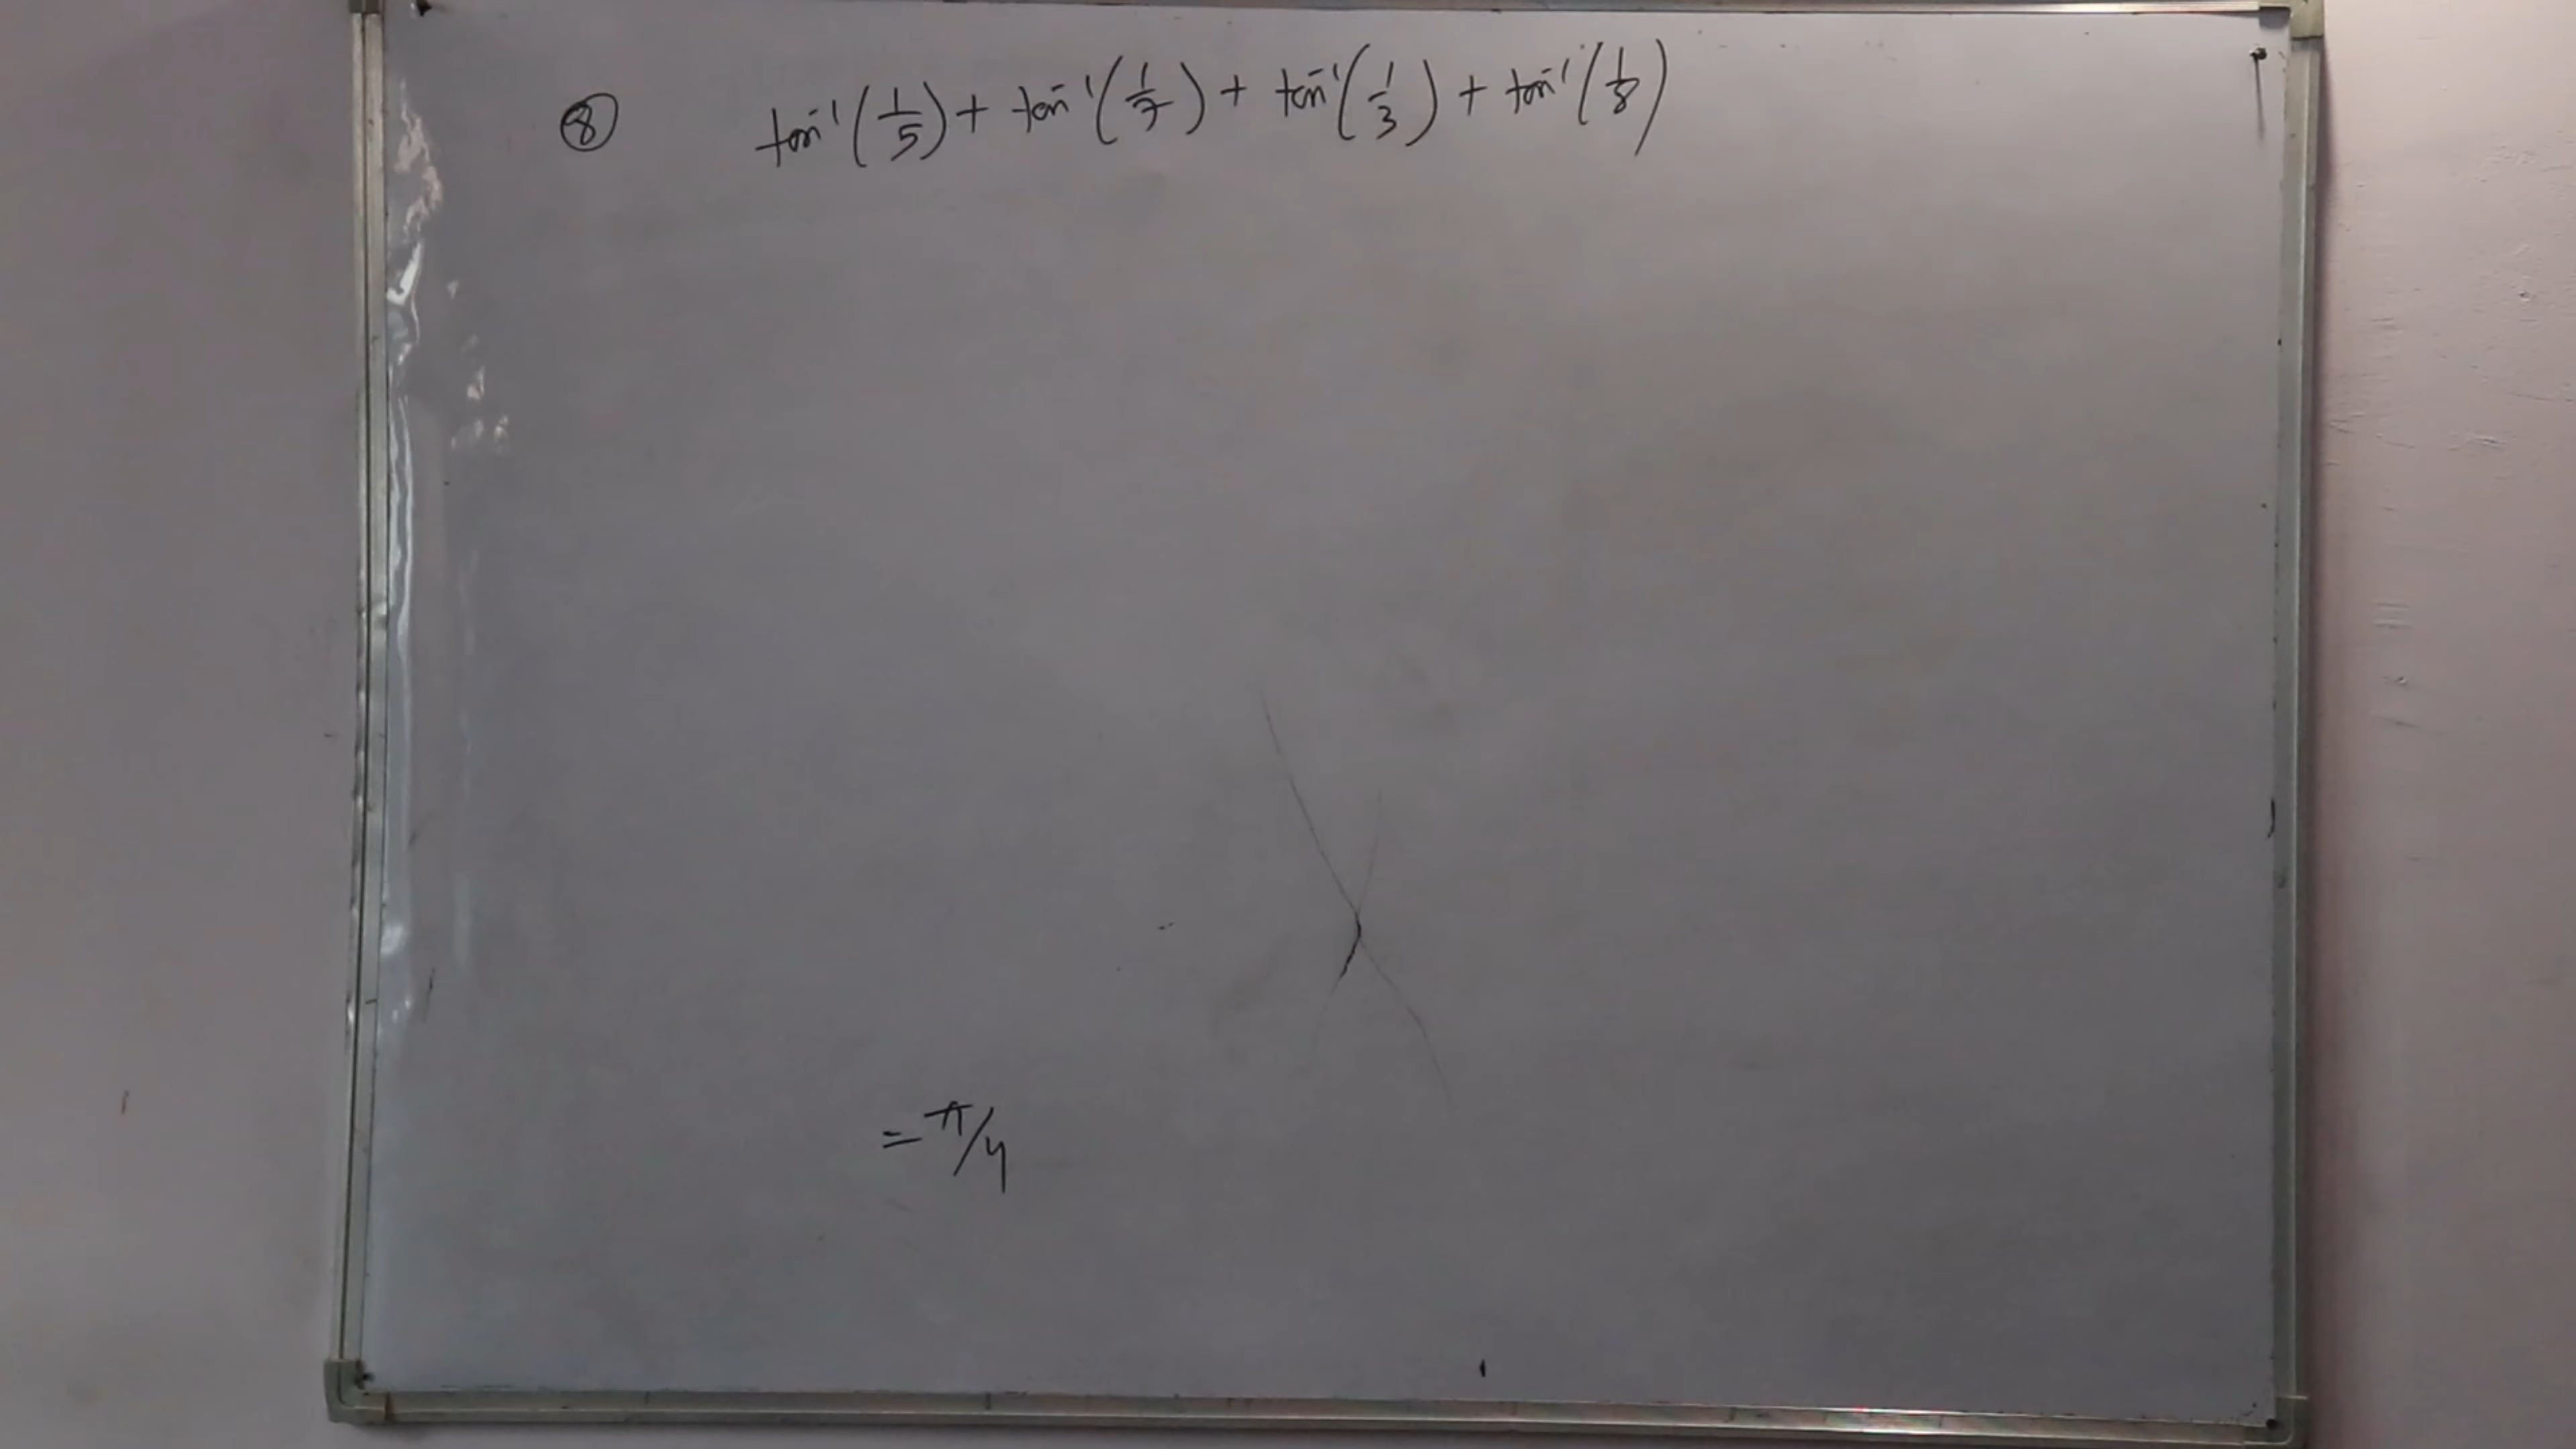 ⑧ tan⁻¹(1/5) + tan⁻¹(1/7) + tan⁻¹(1/3) + tan⁻¹(1/8)
= π/4